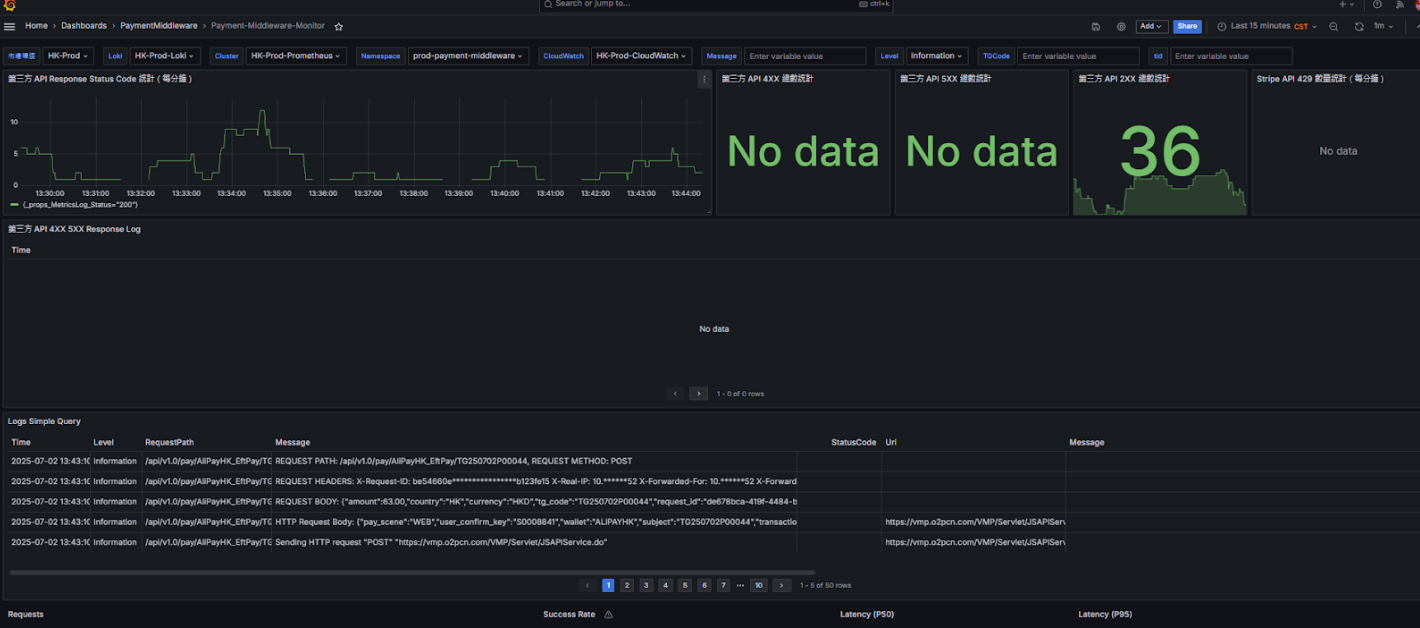 Search or jump to...
ctrl+k
Home › Dashboards › PaymentMiddleware › Payment-Middleware-Monitor
Add
Share
Last 15 minutes CST
1m
市場環境 HK-Prod
Loki HK-Prod-Loki
Cluster HK-Prod-Prometheus
Namespace prod-payment-middleware
CloudWatch HK-Prod-CloudWatch
Message Enter variable value
Level Information
TGCode Enter variable value
tid Enter variable value
第三方 API Response Status Code 統計 ( 每分鐘 )
10
5
0
13:30:00 13:31:00 13:32:00 13:33:00 13:34:00 13:35:00 13:36:00 13:37:00 13:38:00 13:39:00 13:40:00 13:41:00 13:42:00 13:43:00 13:44:00
{_props_MetricsLog_Status="200"}
第三方 API 4XX 總數統計
No data
第三方 API 5XX 總數統計
No data
第三方 API 2XX 總數統計
36
Stripe API 429 數量統計 ( 每分鐘 )
No data
第三方 API 4XX 5XX Response Log
Time
No data
1 - 0 of 0 rows
Logs Simple Query
Time Level RequestPath Message StatusCode Url Message
2025-07-02 13:43:10 Information /api/v1.0/pay/AliPayHK_EftPay/TG REQUEST PATH: /api/v1.0/pay/AliPayHK_EftPay/TG250702P00044, REQUEST METHOD: POST
2025-07-02 13:43:10 Information /api/v1.0/pay/AliPayHK_EftPay/TG REQUEST HEADERS: X-Request-ID: be54660e****************b123fe15 X-Real-IP: 10.******52 X-Forwarded-For: 10.******52 X-Forward
2025-07-02 13:43:10 Information /api/v1.0/pay/AliPayHK_EftPay/TG REQUEST BODY: {"amount":63.00,"country":"HK","currency":"HKD","tg_code":"TG250702P00044","request_id":"de678bca-419f-4484-b
2025-07-02 13:43:10 Information /api/v1.0/pay/AliPayHK_EftPay/TG HTTP Request Body: {"pay_scene":"WEB","user_confirm_key":"S0008841","wallet":"ALIPAYHK","subject":"TG250702P00044","transactio https://vmp.o2pcn.com/VMP/Servlet/JSAPIServ
2025-07-02 13:43:10 Information /api/v1.0/pay/AliPayHK_EftPay/TG Sending HTTP request "POST" "https://vmp.o2pcn.com/VMP/Servlet/JSAPIService.do" https://vmp.o2pcn.com/VMP/Servlet/JSAPIServ
1 2 3 4 5 6 7 ... 10 1 - 5 of 50 rows
Requests Success Rate Latency (P50) Latency (P95)